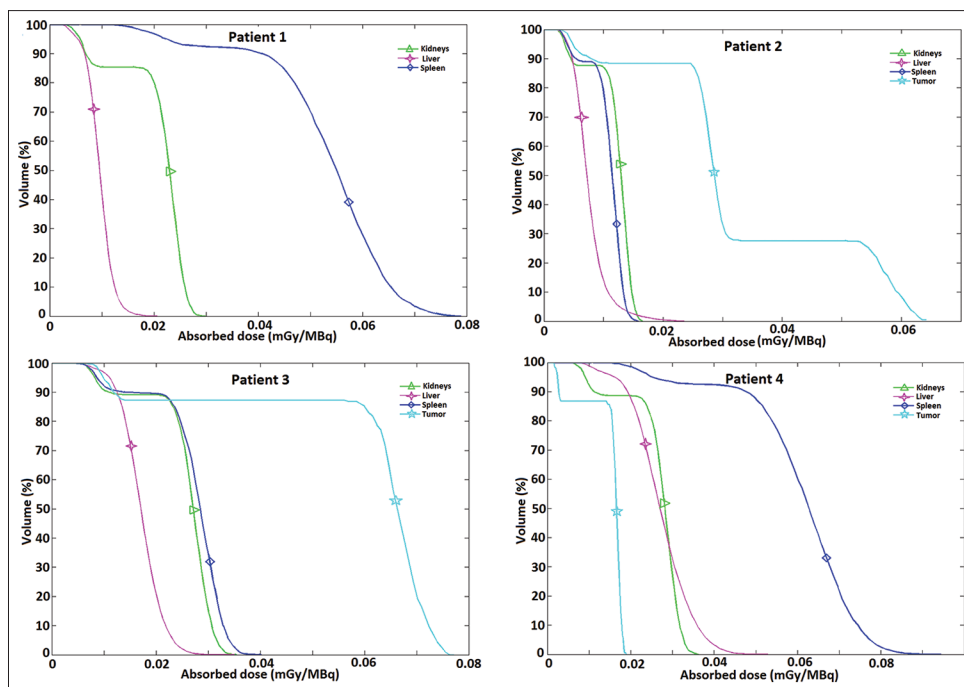 Patient 1
Kidneys
Liver
Spleen
Volume (%)
100
90
80
70
60
50
40
30
20
10
0
0 0.02 0.04 0.06 0.08
Absorbed dose (mGy/MBq)
Patient 2
Kidneys
Liver
Spleen
Tumor
Volume (%)
100
90
80
70
60
50
40
30
20
10
0
0 0.02 0.04 0.06
Absorbed dose (mGy/MBq)
Patient 3
Kidneys
Liver
Spleen
Tumor
Volume (%)
100
90
80
70
60
50
40
30
20
10
0
0 0.02 0.04 0.06 0.08
Absorbed dose (mGy/MBq)
Patient 4
Kidneys
Liver
Spleen
Tumor
Volume (%)
100
90
80
70
60
50
40
30
20
10
0
0 0.02 0.04 0.06 0.08
Absorbed dose (mGy/MBq)